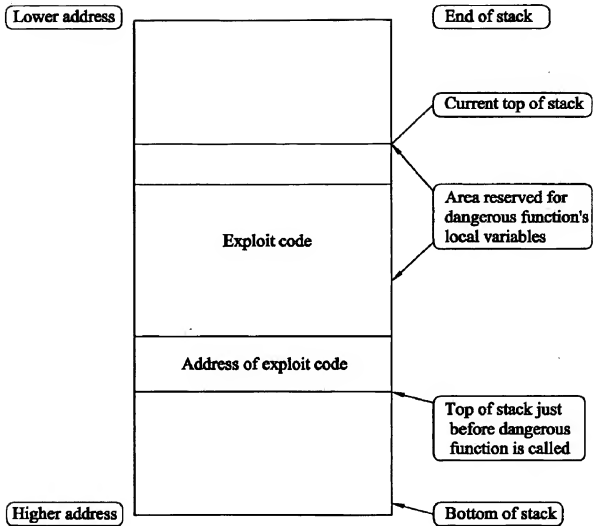 Lower address
End of stack
Current top of stack
Area reserved for
dangerous function's
local variables
Exploit code
Address of exploit code
Top of stack just
before dangerous
function is called
Higher address
Bottom of stack